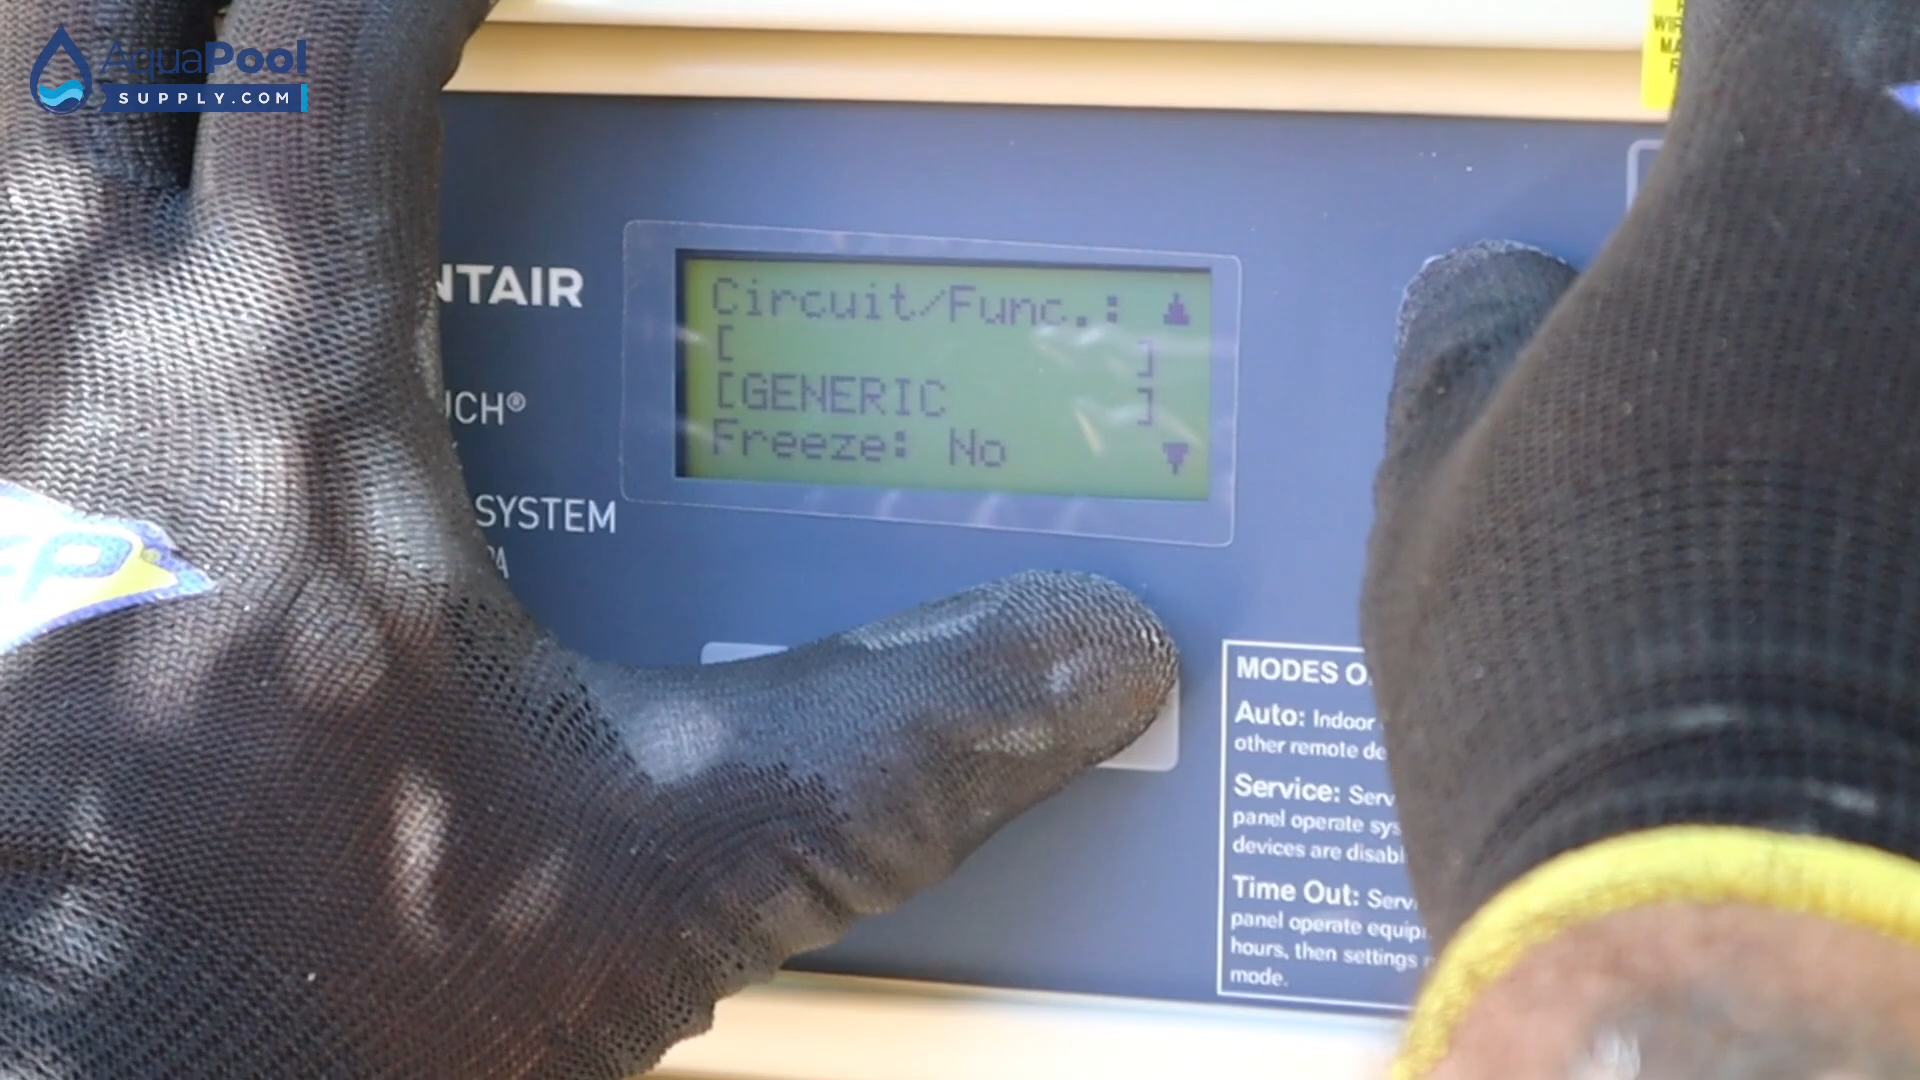 AquaPool
SUPPLY.COM
NTAIR
UCH®
SYSTEM
Circuit/Func.: ▲
[ ]
[GENERIC ]
Freeze: No ▼
MODES O
Auto: Indoor
other remote de
Service: Serv
panel operate sys
devices are disabl
Time Out: Serv
panel operate equip
hours, then settings
mode.